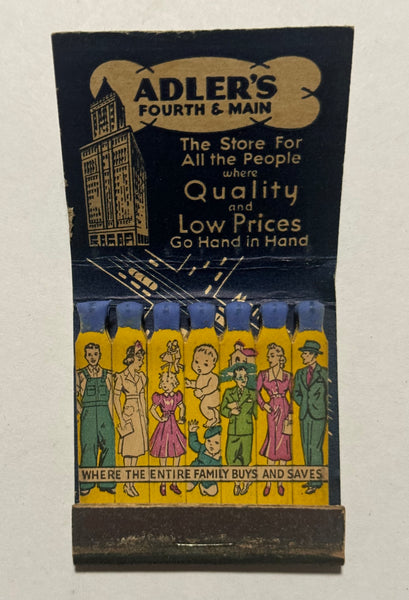 ADLER'S
FOURTH & MAIN
The Store For
All the People
where
Quality
and
Low Prices
Go Hand in Hand
WHERE THE ENTIRE FAMILY BUYS AND SAVES